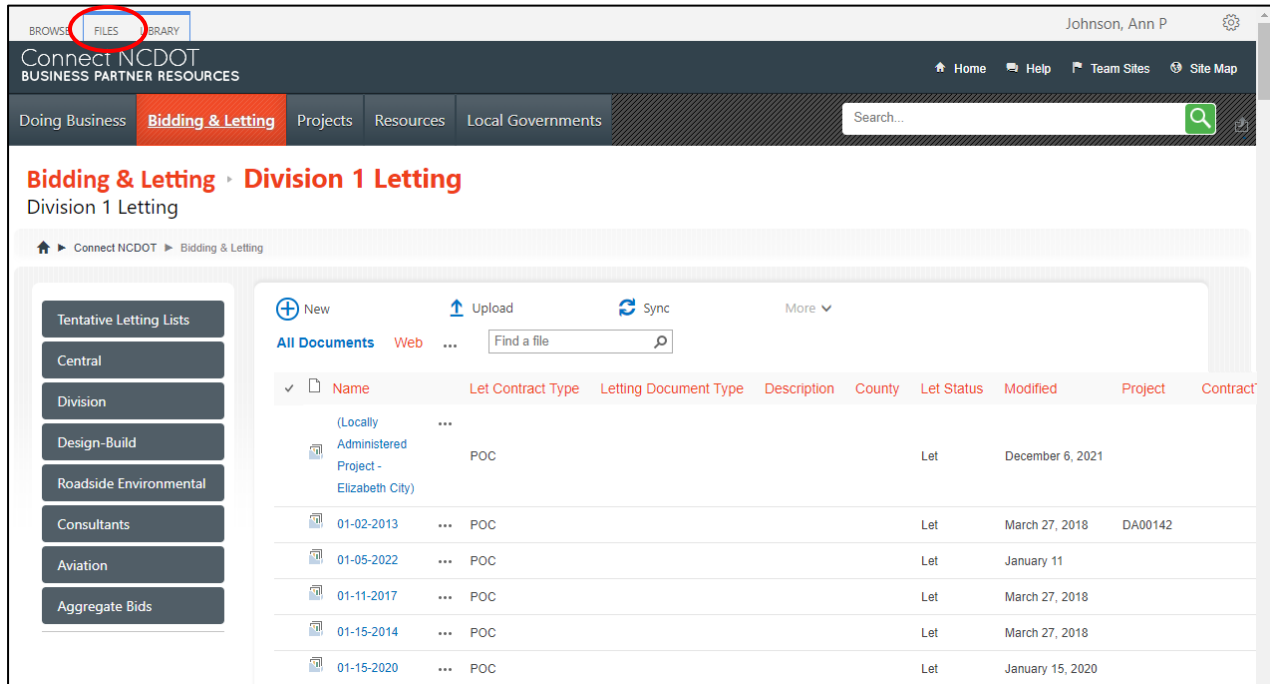 BROWSE FILES LIBRARY Johnson, Ann P
Connect NCDOT
BUSINESS PARTNER RESOURCES
Home Help Team Sites Site Map
Doing Business Bidding & Letting Projects Resources Local Governments Search...
Bidding & Letting ▸ Division 1 Letting
Division 1 Letting
► Connect NCDOT ► Bidding & Letting
Tentative Letting Lists
Central
Division
Design-Build
Roadside Environmental
Consultants
Aviation
Aggregate Bids
New Upload Sync More
All Documents Web ... Find a file
Name Let Contract Type Letting Document Type Description County Let Status Modified Project Contract
(Locally
Administered
Project -
Elizabeth City) ... POC Let December 6, 2021
01-02-2013 ... POC Let March 27, 2018 DA00142
01-05-2022 ... POC Let January 11
01-11-2017 ... POC Let March 27, 2018
01-15-2014 ... POC Let March 27, 2018
01-15-2020 ... POC Let January 15, 2020